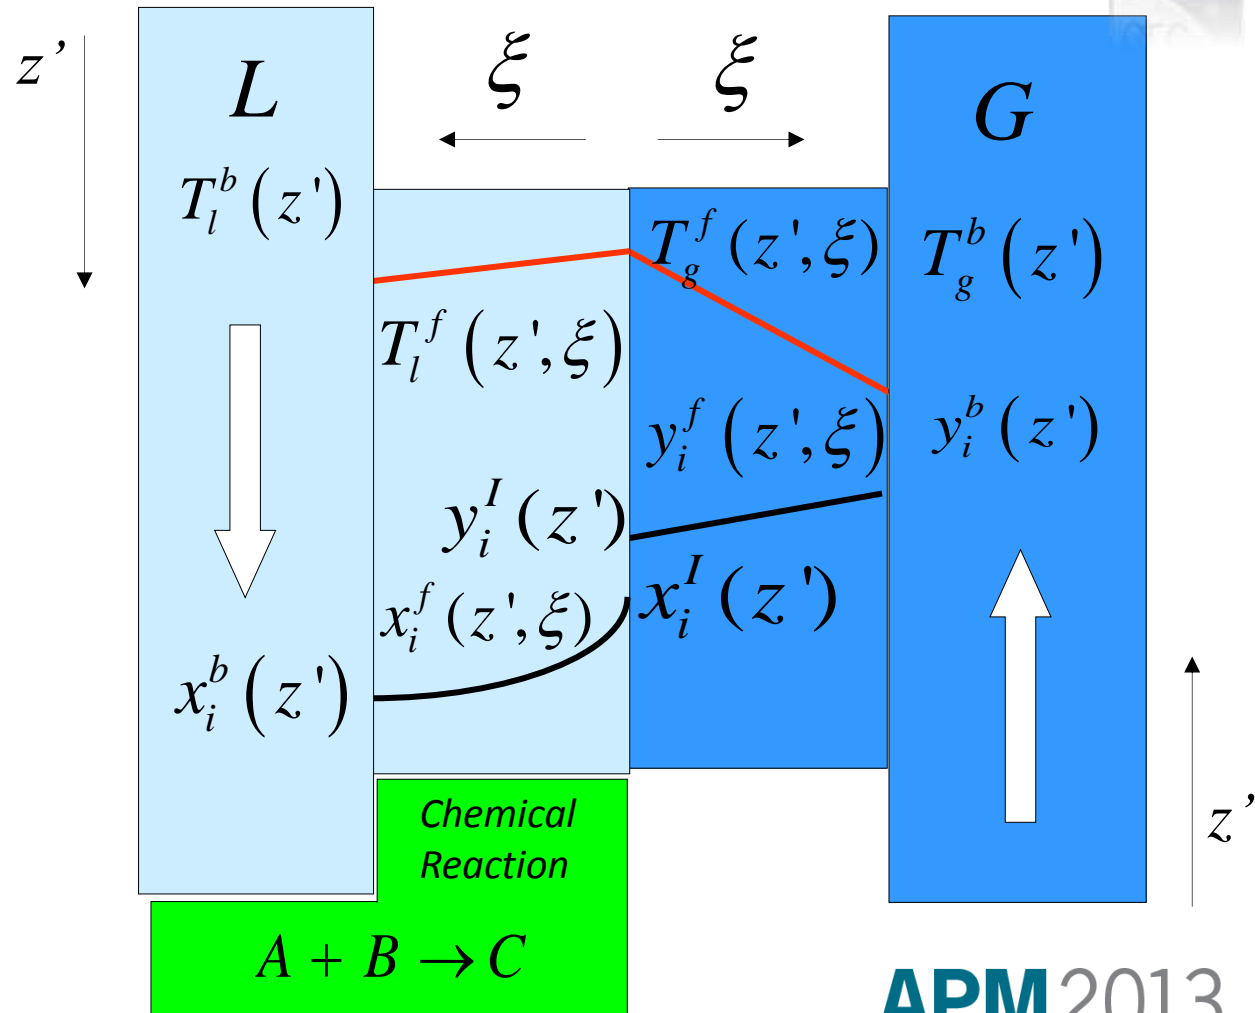 z’
ξ
ξ
L
G
T_l^b (z')
T_g^f (z', ξ)
T_g^b (z')
T_l^f (z', ξ)
y_i^f (z', ξ)
y_i^b (z')
y_i^I (z')
x_i^f (z', ξ)
x_i^I (z')
x_i^b (z')
z’
Chemical
Reaction
A + B → C
APM 2013